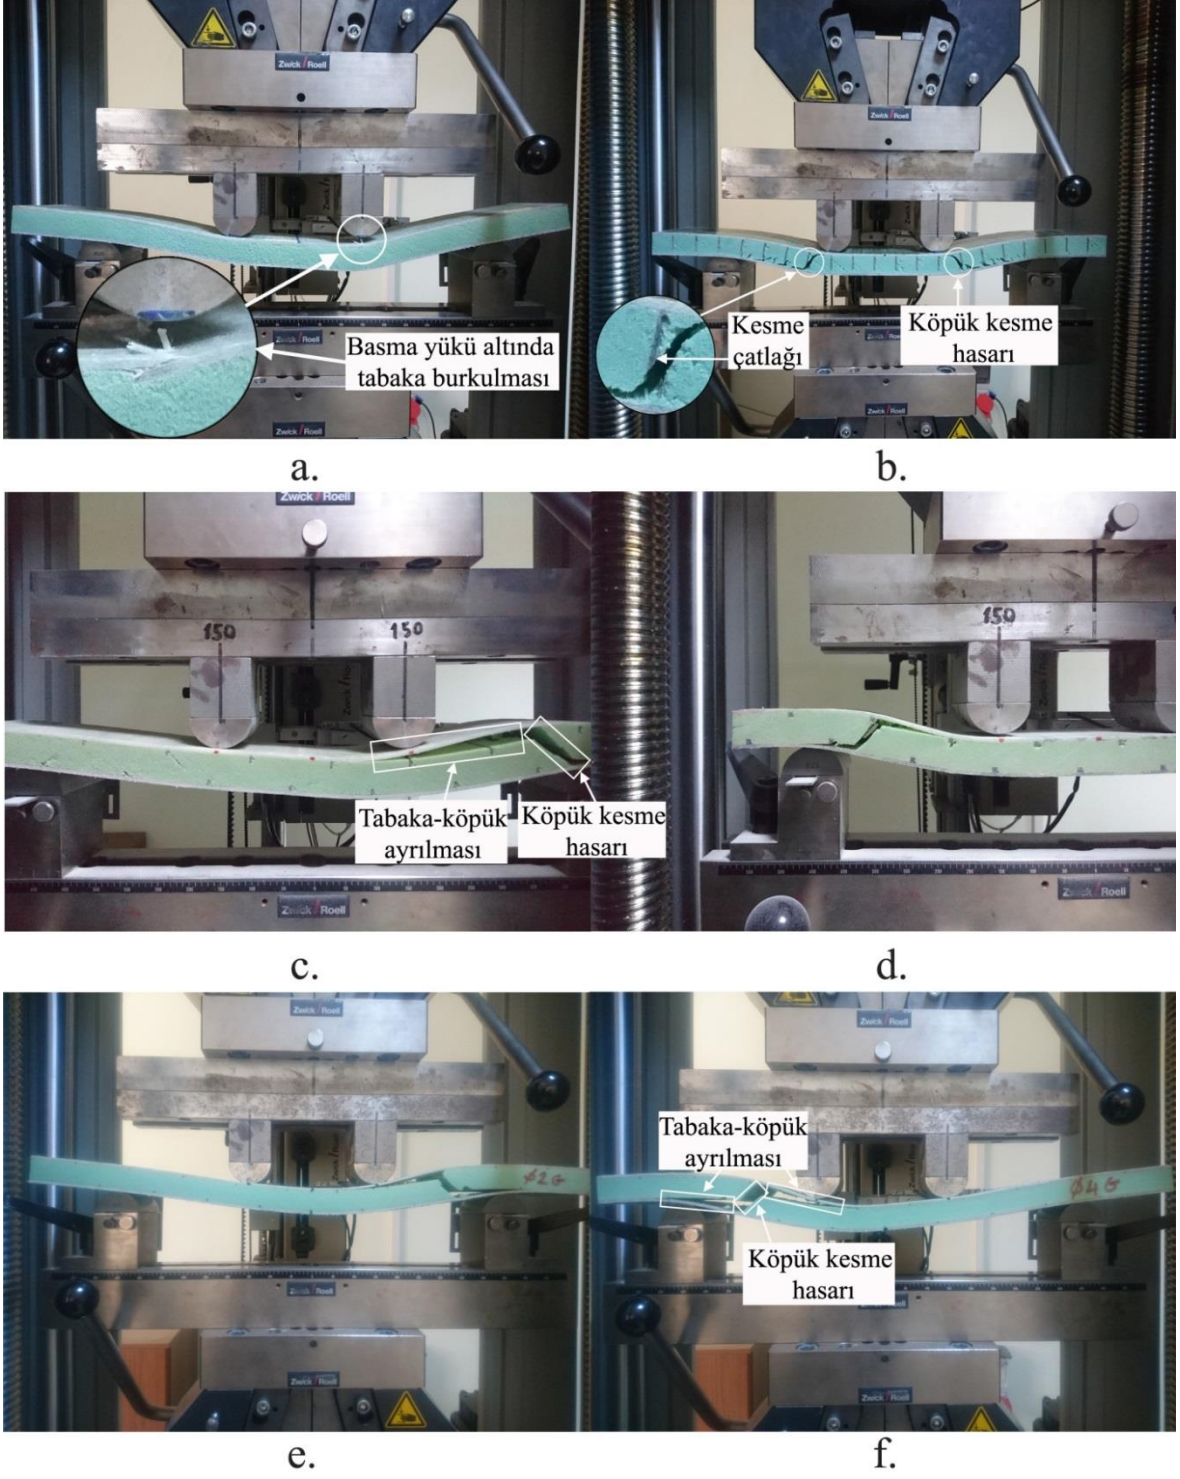 Zwick / Roell
Basma yükü altında
tabaka burkulması
Zwick / Roell
a.
Zwick / Roell
Kesme
çatlağı
Köpük kesme
hasarı
Zwick / Roell
b.
Zwick / Roell
150
150
Tabaka-köpük
ayrılması
Köpük kesme
hasarı
Zwick / Roell
c.
150
Zwick / Roell
d.
Zwick / Roell
Ø2G
Zwick / Roell
Zwick / Roell
e.
Zwick / Roell
Tabaka-köpük
ayrılması
Ø4G
Köpük kesme
hasarı
Zwick / Roell
f.